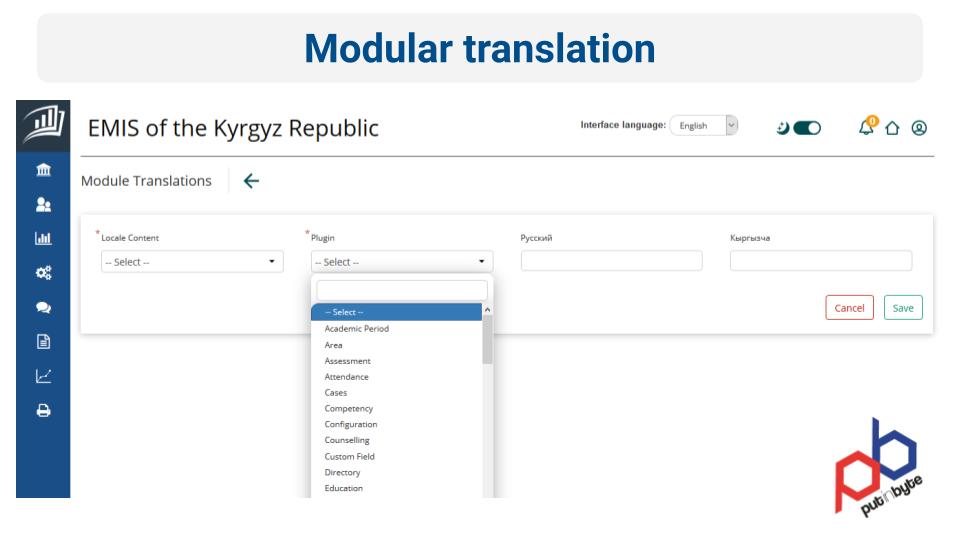 Modular translation
EMIS of the Kyrgyz Republic
Interface language: English
0
Module Translations
* Locale Content
* Plugin
Русский
Кыргызча
-- Select --
-- Select --
-- Select --
Academic Period
Area
Assessment
Attendance
Cases
Competency
Configuration
Counselling
Custom Field
Directory
Education
Cancel
Save
putinbyte